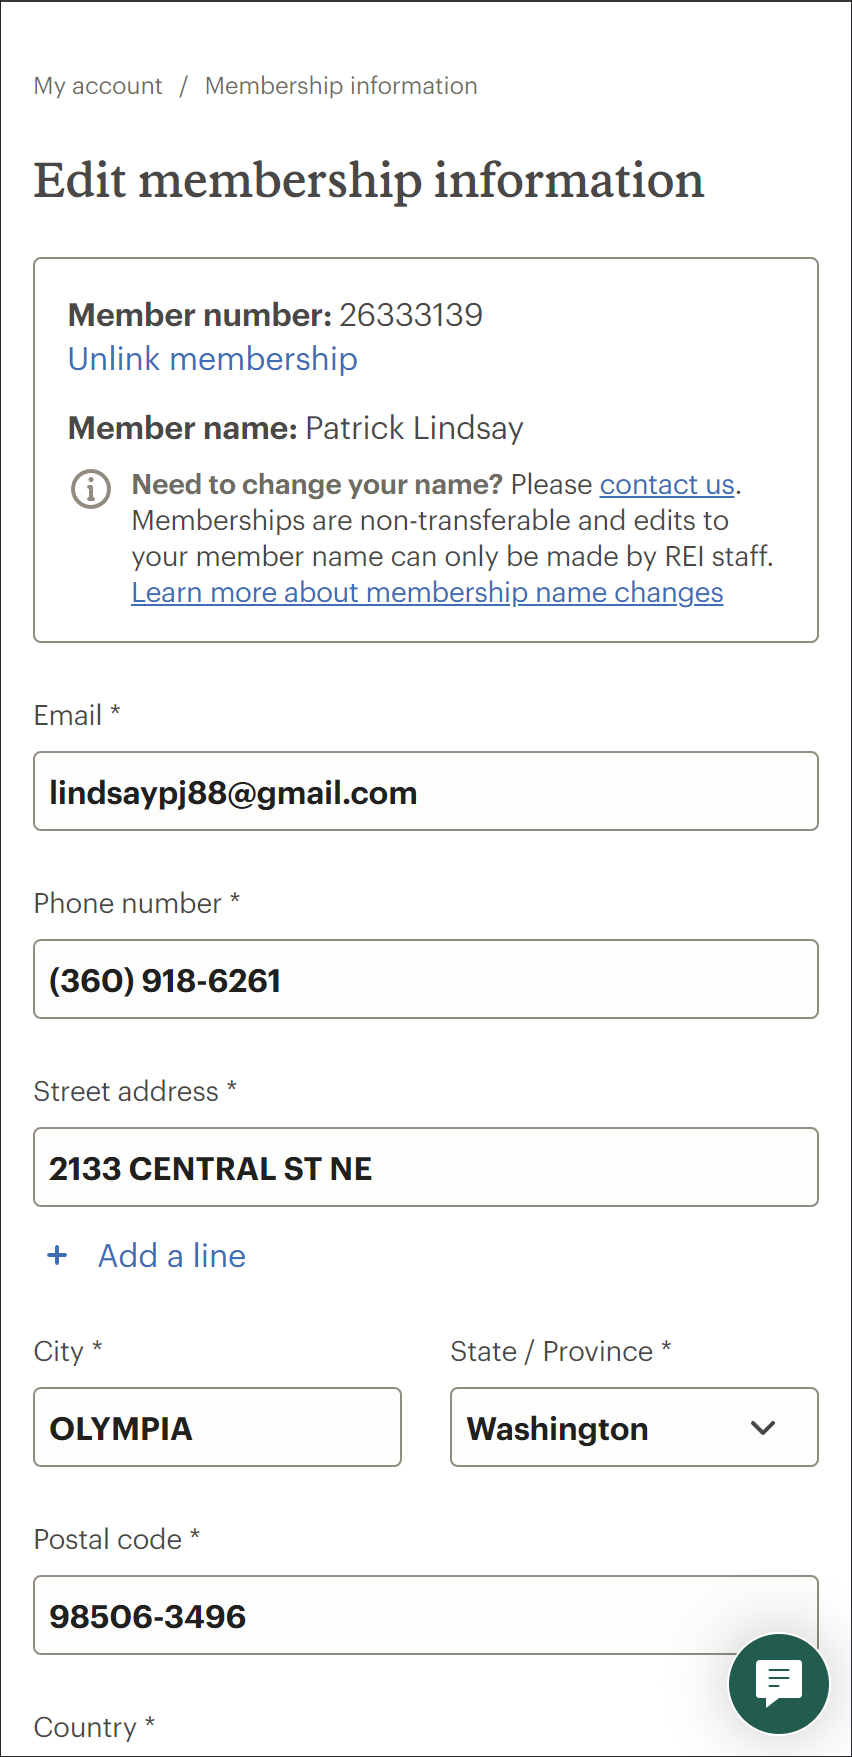 My account / Membership information
Edit membership information
Member number: 26333139
Unlink membership
Member name: Patrick Lindsay
Need to change your name? Please contact us.
Memberships are non-transferable and edits to
your member name can only be made by REI staff.
Learn more about membership name changes
Email *
lindsaypj88@gmail.com
Phone number *
(360) 918-6261
Street address *
2133 CENTRAL ST NE
+ Add a line
City *
OLYMPIA
State / Province *
Washington
Postal code *
98506-3496
Country *